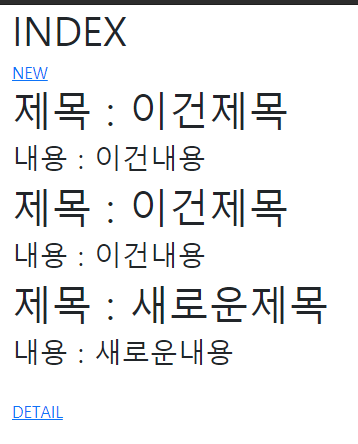 INDEX
NEW
제목 : 이건제목
내용 : 이건내용
제목 : 이건제목
내용 : 이건내용
제목 : 새로운제목
내용 : 새로운내용
DETAIL